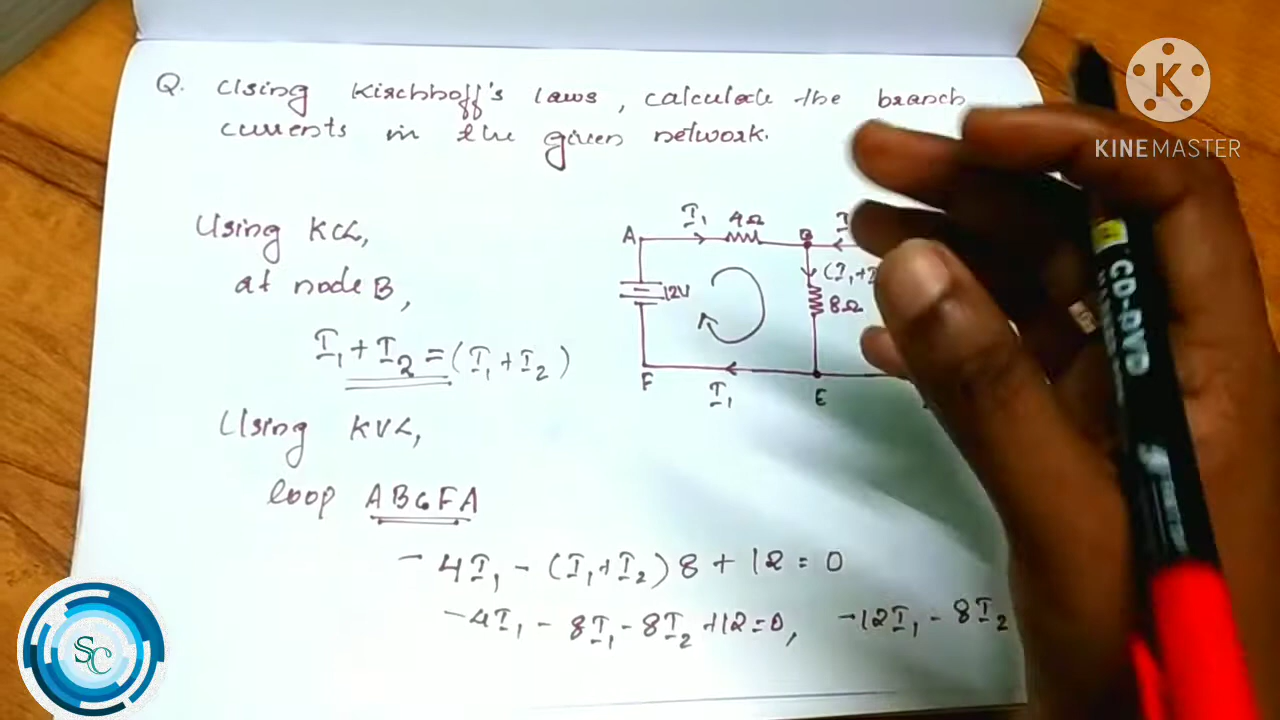 Q. Using Kirchhoff's laws, calculate the branch
currents in the given network.
Using KCL,
at node B,
I₁ + I₂ = (I₁ + I₂)
Using KVL,
loop ABGFA
- 4I₁ - (I₁+I₂)8 + 12 = 0
-4I₁ - 8I₁ - 8I₂ +12=0, -12I₁ - 8I₂
A
I₁
4Ω
B
12V
(I₁+I
8Ω
F
I₁
E
CD-DVD
K
KINEMASTER
SC